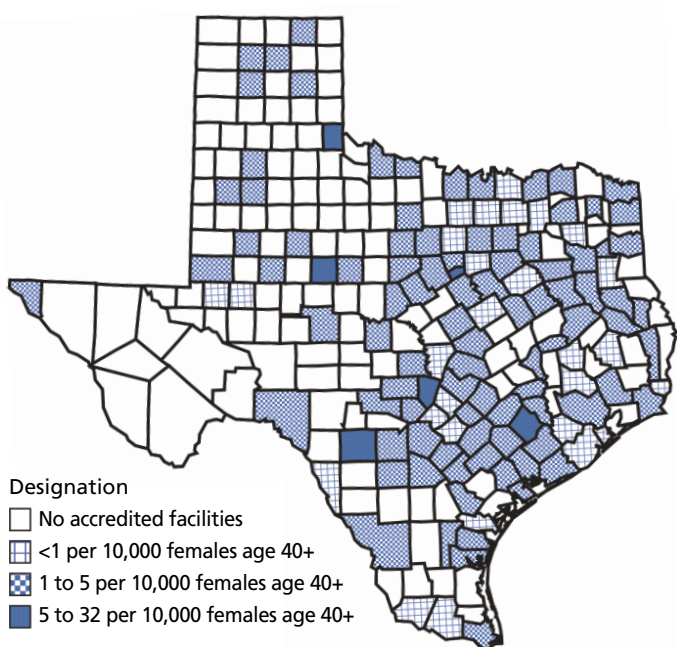 Designation
No accredited facilities
<1 per 10,000 females age 40+
1 to 5 per 10,000 females age 40+
5 to 32 per 10,000 females age 40+